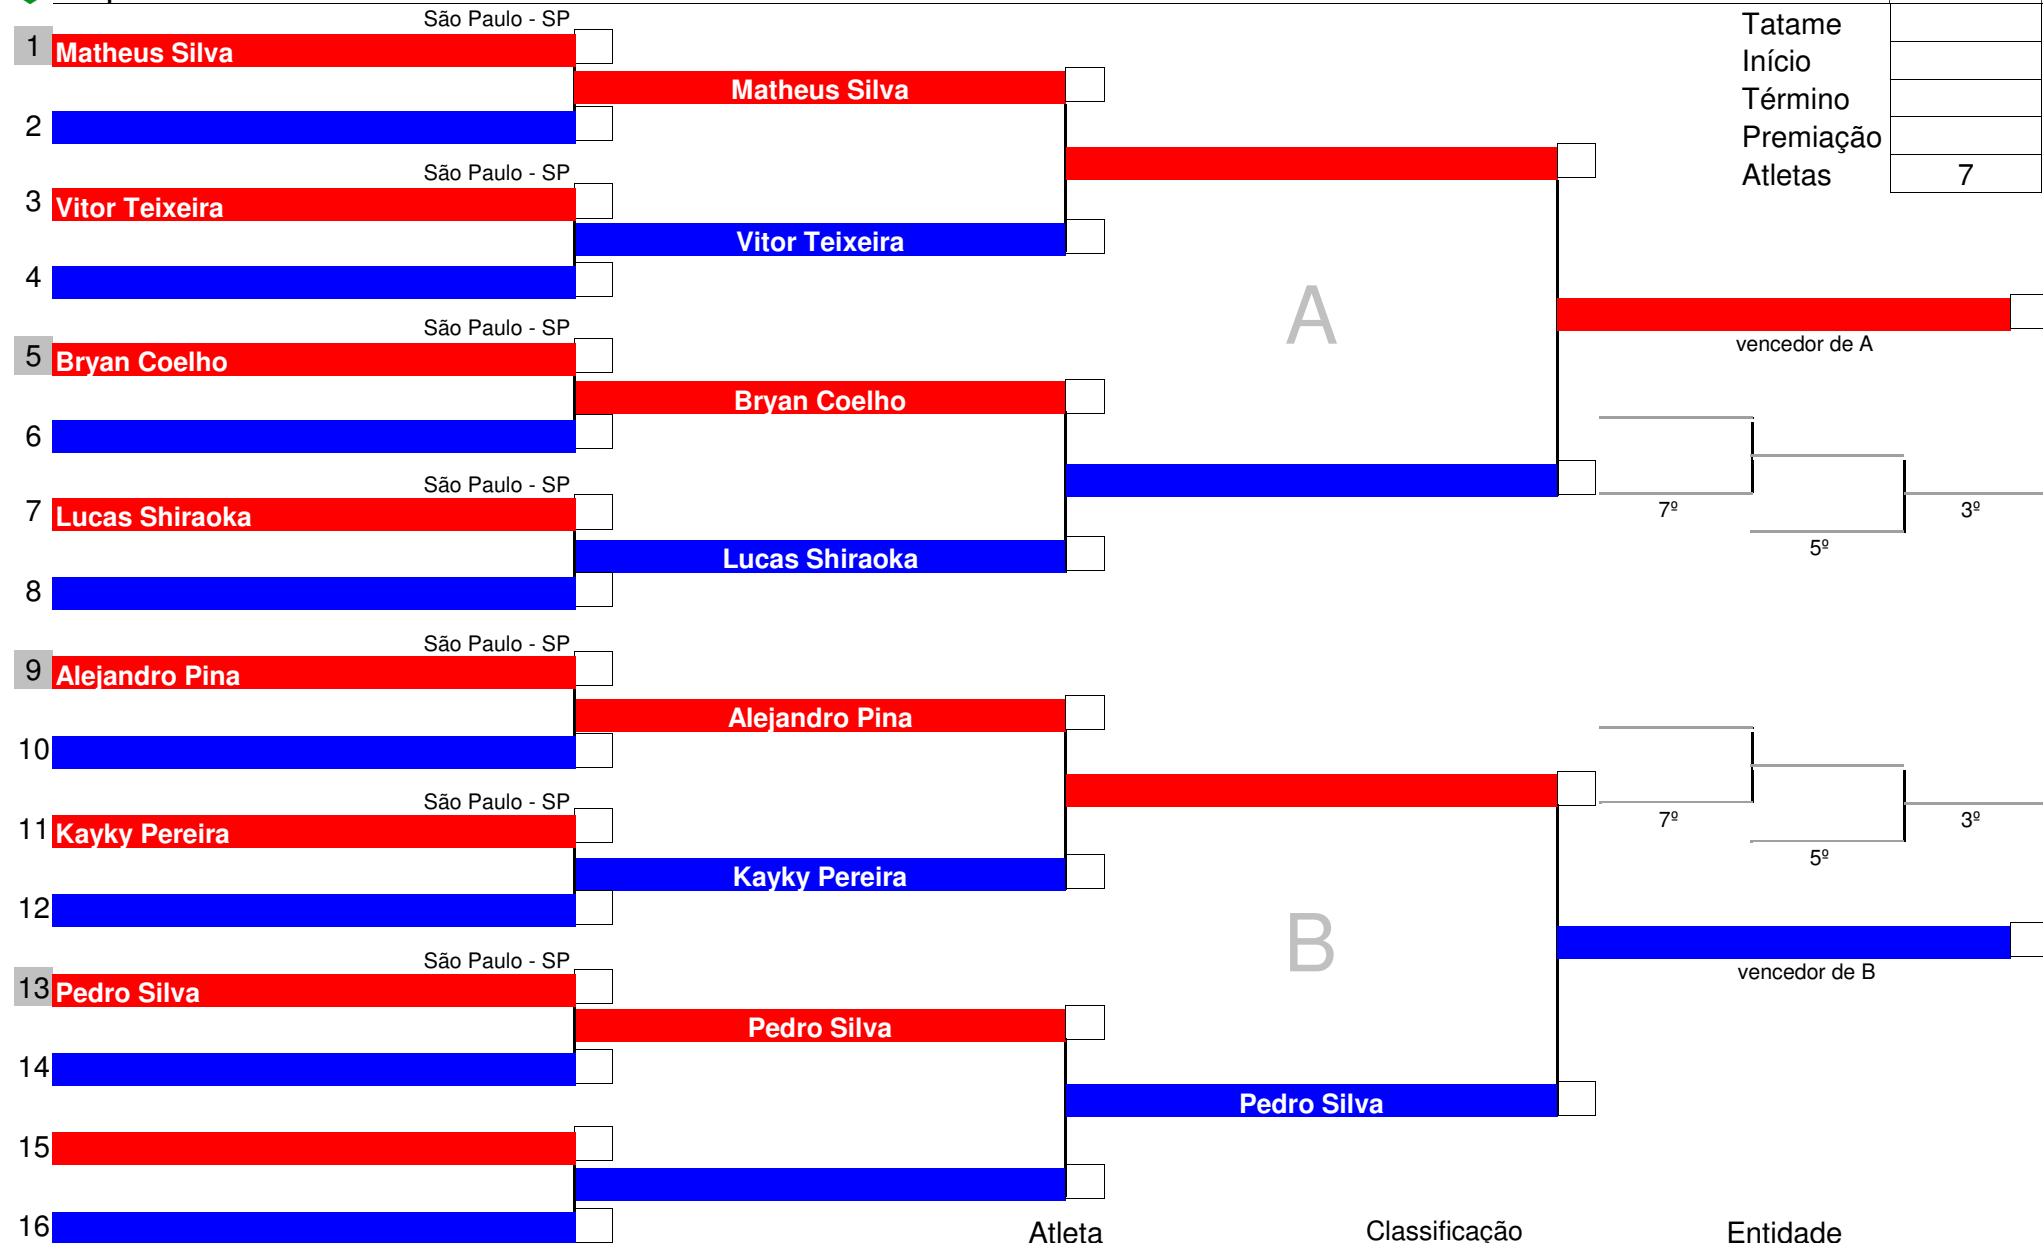 São Paulo - SP
1 Matheus Silva
Matheus Silva
2
São Paulo - SP
3 Vitor Teixeira
Vitor Teixeira
4
São Paulo - SP
5 Bryan Coelho
Bryan Coelho
6
São Paulo - SP
7 Lucas Shiraoka
Lucas Shiraoka
8
São Paulo - SP
9 Alejandro Pina
Alejandro Pina
10
São Paulo - SP
11 Kayky Pereira
Kayky Pereira
12
São Paulo - SP
13 Pedro Silva
Pedro Silva
14
Pedro Silva
15
16
A
B
Tatame
Início
Término
Premiação
Atletas 7
vencedor de A
7º
3º
5º
7º
3º
5º
vencedor de B
Atleta Classificação Entidade